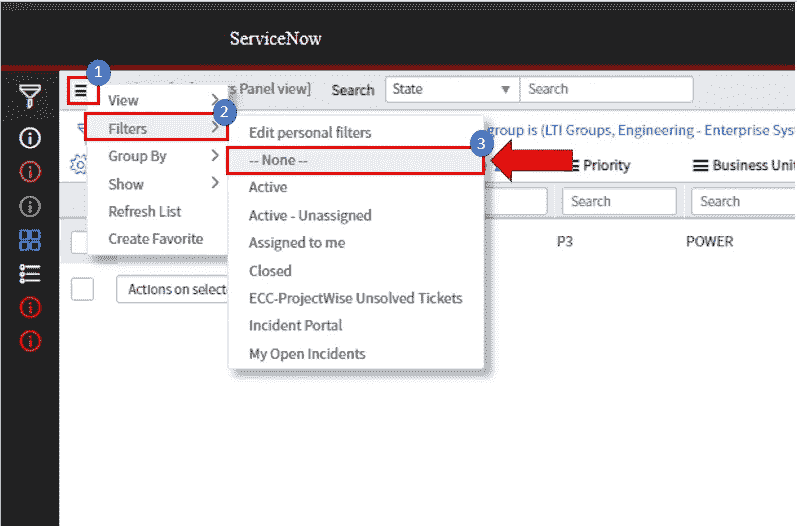 ServiceNow
1
Panel view]
Search
State
Search
View
2
Filters
Group By
Show
Refresh List
Create Favorite
Edit personal filters
3
-- None --
Active
Active - Unassigned
Assigned to me
Closed
ECC-ProjectWise Unsolved Tickets
Incident Portal
My Open Incidents
group is (LTI Groups, Engineering - Enterprise Sys
Priority
Business Unit
Search
Search
P3
POWER
Actions on select